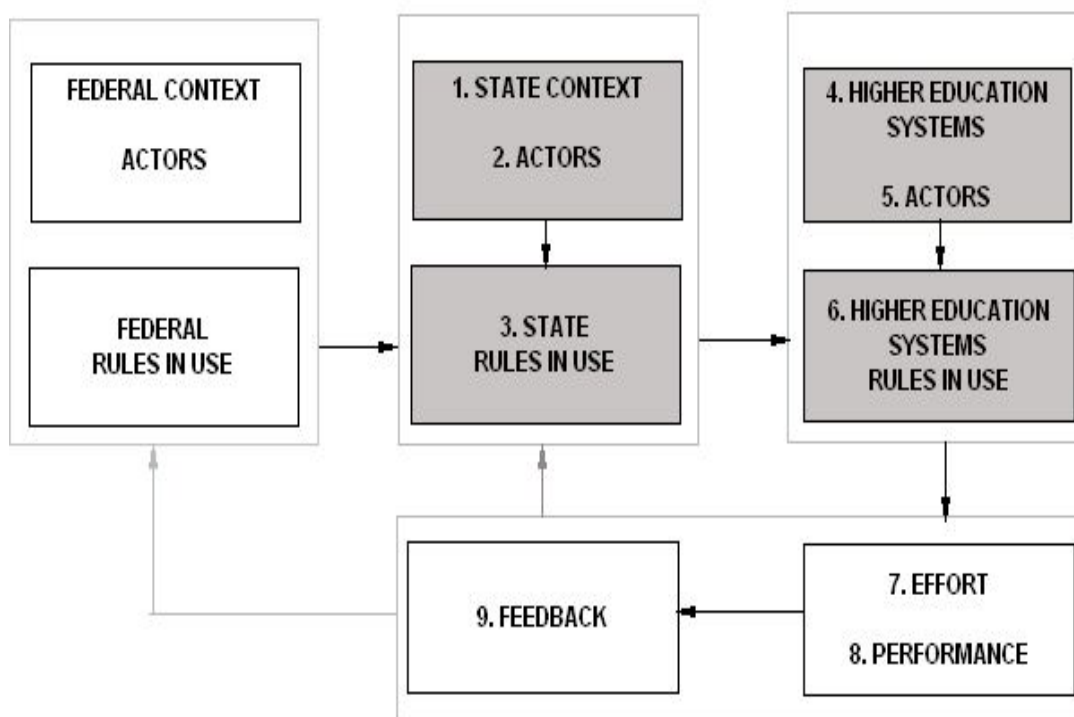 FEDERAL CONTEXT
ACTORS
FEDERAL
RULES IN USE
1. STATE CONTEXT
2. ACTORS
3. STATE
RULES IN USE
4. HIGHER EDUCATION
SYSTEMS
5. ACTORS
6. HIGHER EDUCATION
SYSTEMS
RULES IN USE
7. EFFORT
8. PERFORMANCE
9. FEEDBACK